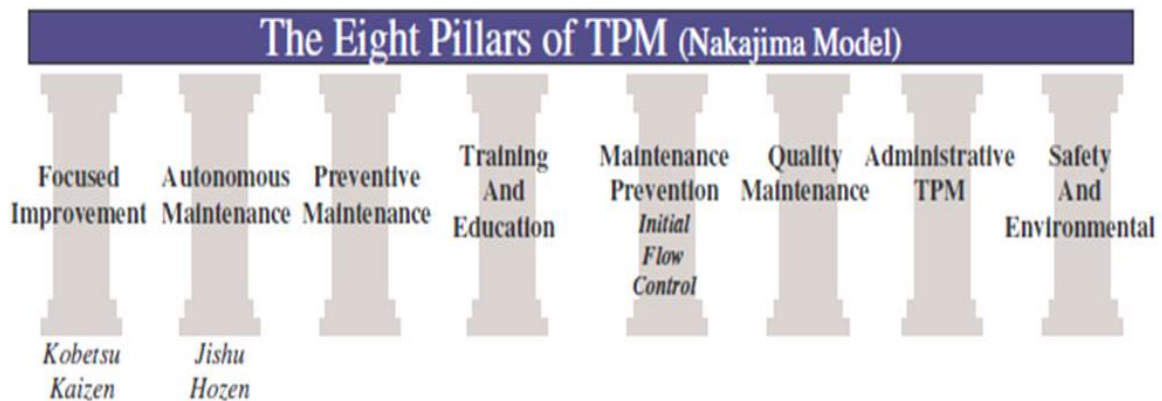 The Eight Pillars of TPM (Nakajima Model)
Focused
Improvement
Kobetsu
Kaizen
Autonomous
Maintenance
Jishu
Hozen
Preventive
Maintenance
Training
And
Education
Maintenance
Prevention
Initial
Flow
Control
Quality
Maintenance
Administrative
TPM
Safety
And
Environmental